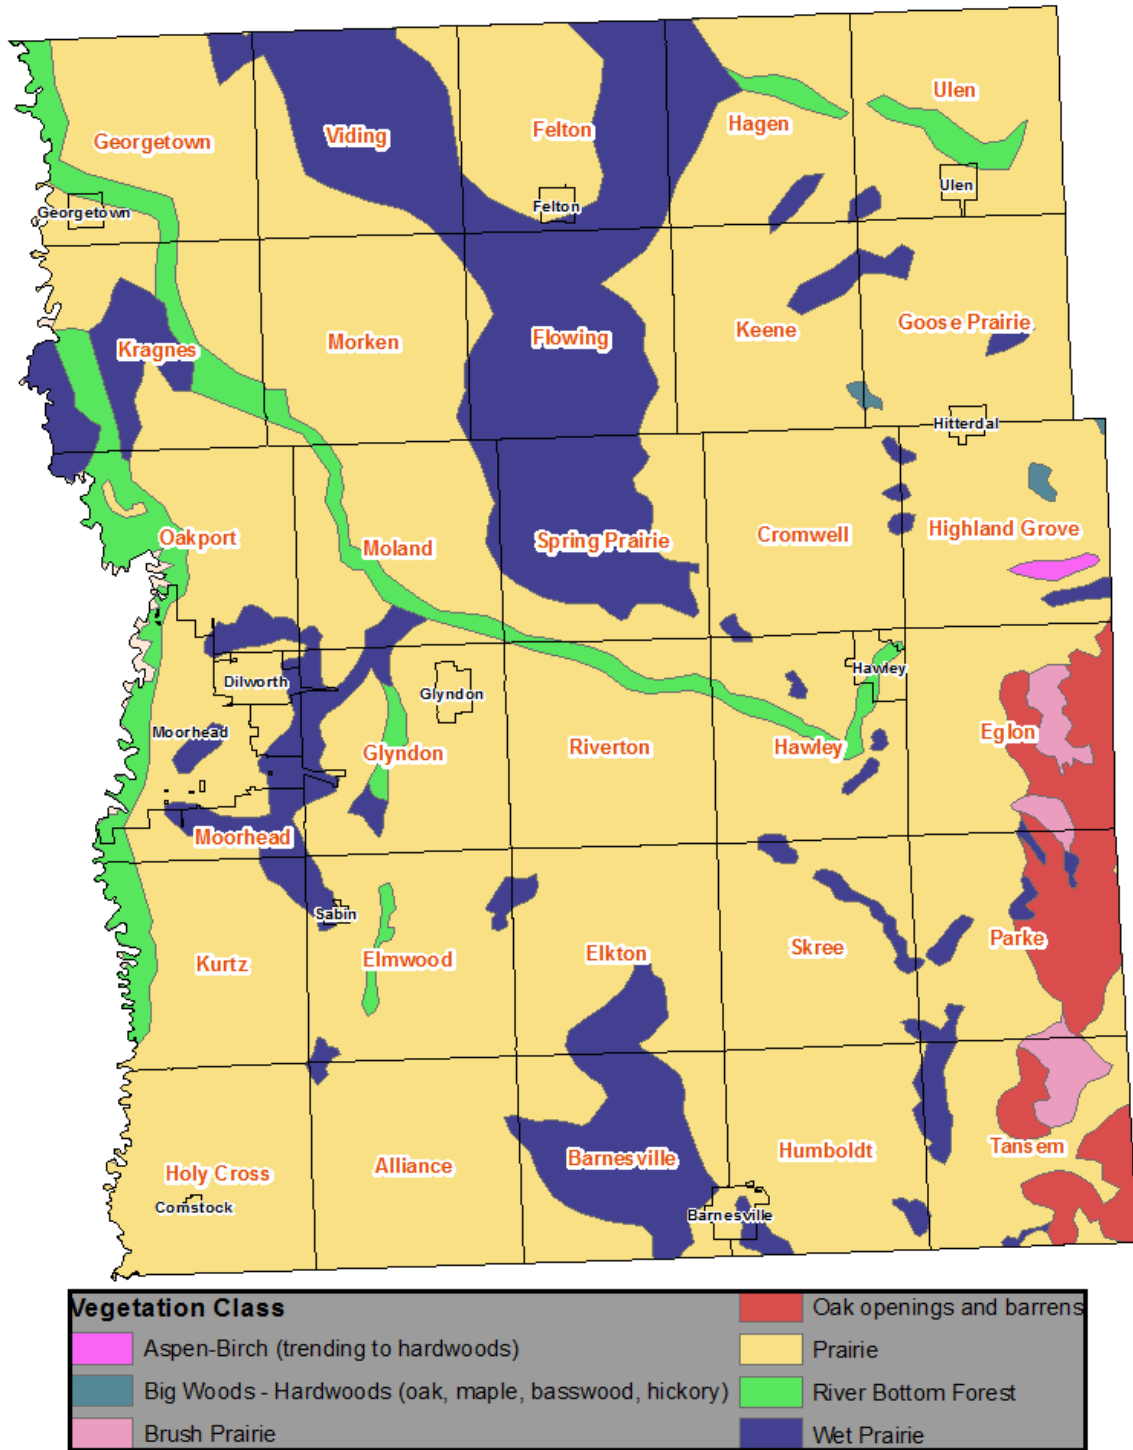 Ulen
Felton
Hagen
Viding
Georgetown
Ulen
Felton
Georgetown
Goose Prairie
Keene
Flowing
Morken
Kragnes
Hitterdal
Highland Grove
Cromwell
Spring Prairie
Oakport
Moland
Hawley
Dilworth
Glyndon
Moorhead
Eglon
Riverton
Hawley
Glyndon
Moorhead
Sabin
Parke
Skree
Elkton
Elmwood
Kurtz
Tansem
Humboldt
Barnesville
Alliance
Holy Cross
Comstock
Barnesville
Vegetation Class
Aspen-Birch (trending to hardwoods)
Big Woods - Hardwoods (oak, maple, basswood, hickory)
Brush Prairie
Oak openings and barrens
Prairie
River Bottom Forest
Wet Prairie